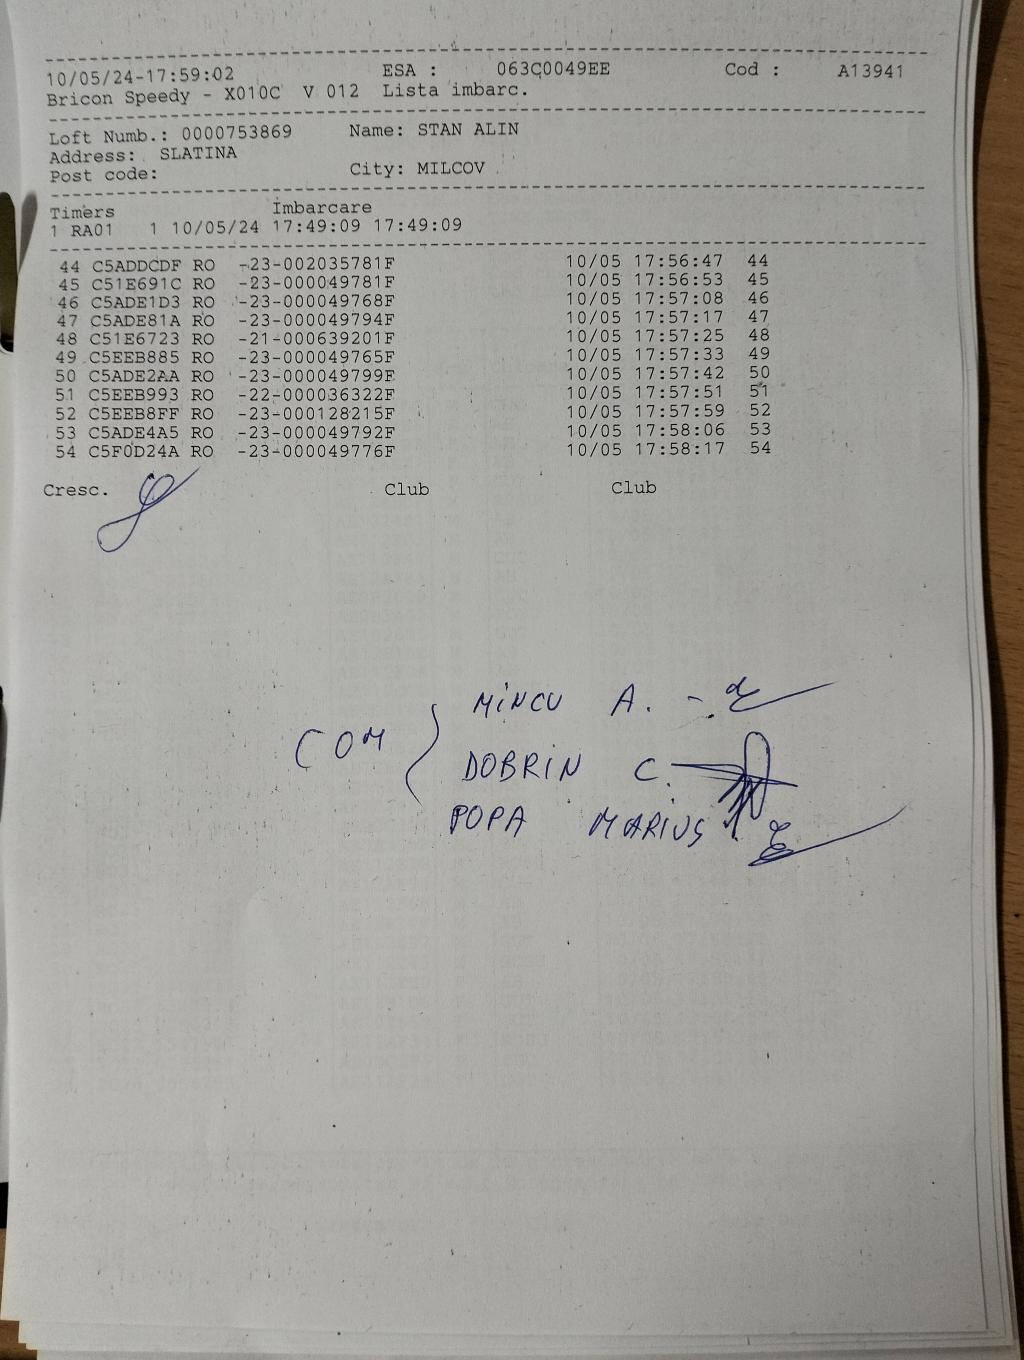 10/05/24-17:59:02 ESA : 063C0049EE Cod : A13941
Bricon Speedy - X010C V 012 Lista imbarc.
Loft Numb.: 0000753869 Name: STAN ALIN
Address: SLATINA
Post code: City: MILCOV
Timers Imbarcare
1 RA01 1 10/05/24 17:49:09 17:49:09
44 C5ADDCDF RO -23-002035781F 10/05 17:56:47 44
45 C51E691C RO -23-000049781F 10/05 17:56:53 45
46 C5ADE1D3 RO -23-000049768F 10/05 17:57:08 46
47 C5ADE81A RO -23-000049794F 10/05 17:57:17 47
48 C51E6723 RO -21-000639201F 10/05 17:57:25 48
49 C5EEB885 RO -23-000049765F 10/05 17:57:33 49
50 C5ADE2AA RO -23-000049799F 10/05 17:57:42 50
51 C5EEB993 RO -22-000036322F 10/05 17:57:51 51
52 C5EEB8FF RO -23-000128215F 10/05 17:57:59 52
53 C5ADE4A5 RO -23-000049792F 10/05 17:58:06 53
54 C5F0D24A RO -23-000049776F 10/05 17:58:17 54
Cresc. Club Club
MINCU A. -
COM
DOBRIN C.
POPA MARIUS